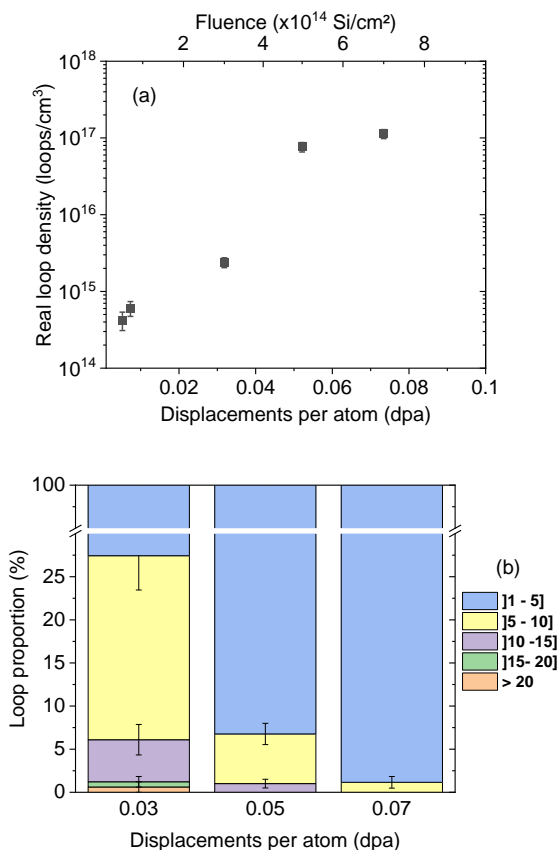 Fluence (x10¹⁴ Si/cm²)
2 4 6 8
(a)
Real loop density (loops/cm³)
10¹⁸
10¹⁷
10¹⁶
10¹⁵
10¹⁴
0.02 0.04 0.06 0.08 0.1
Displacements per atom (dpa)
Loop proportion (%)
100
25
20
15
10
5
0
(b)
]1 - 5]
]5 - 10]
]10 -15]
]15- 20]
> 20
0.03 0.05 0.07
Displacements per atom (dpa)